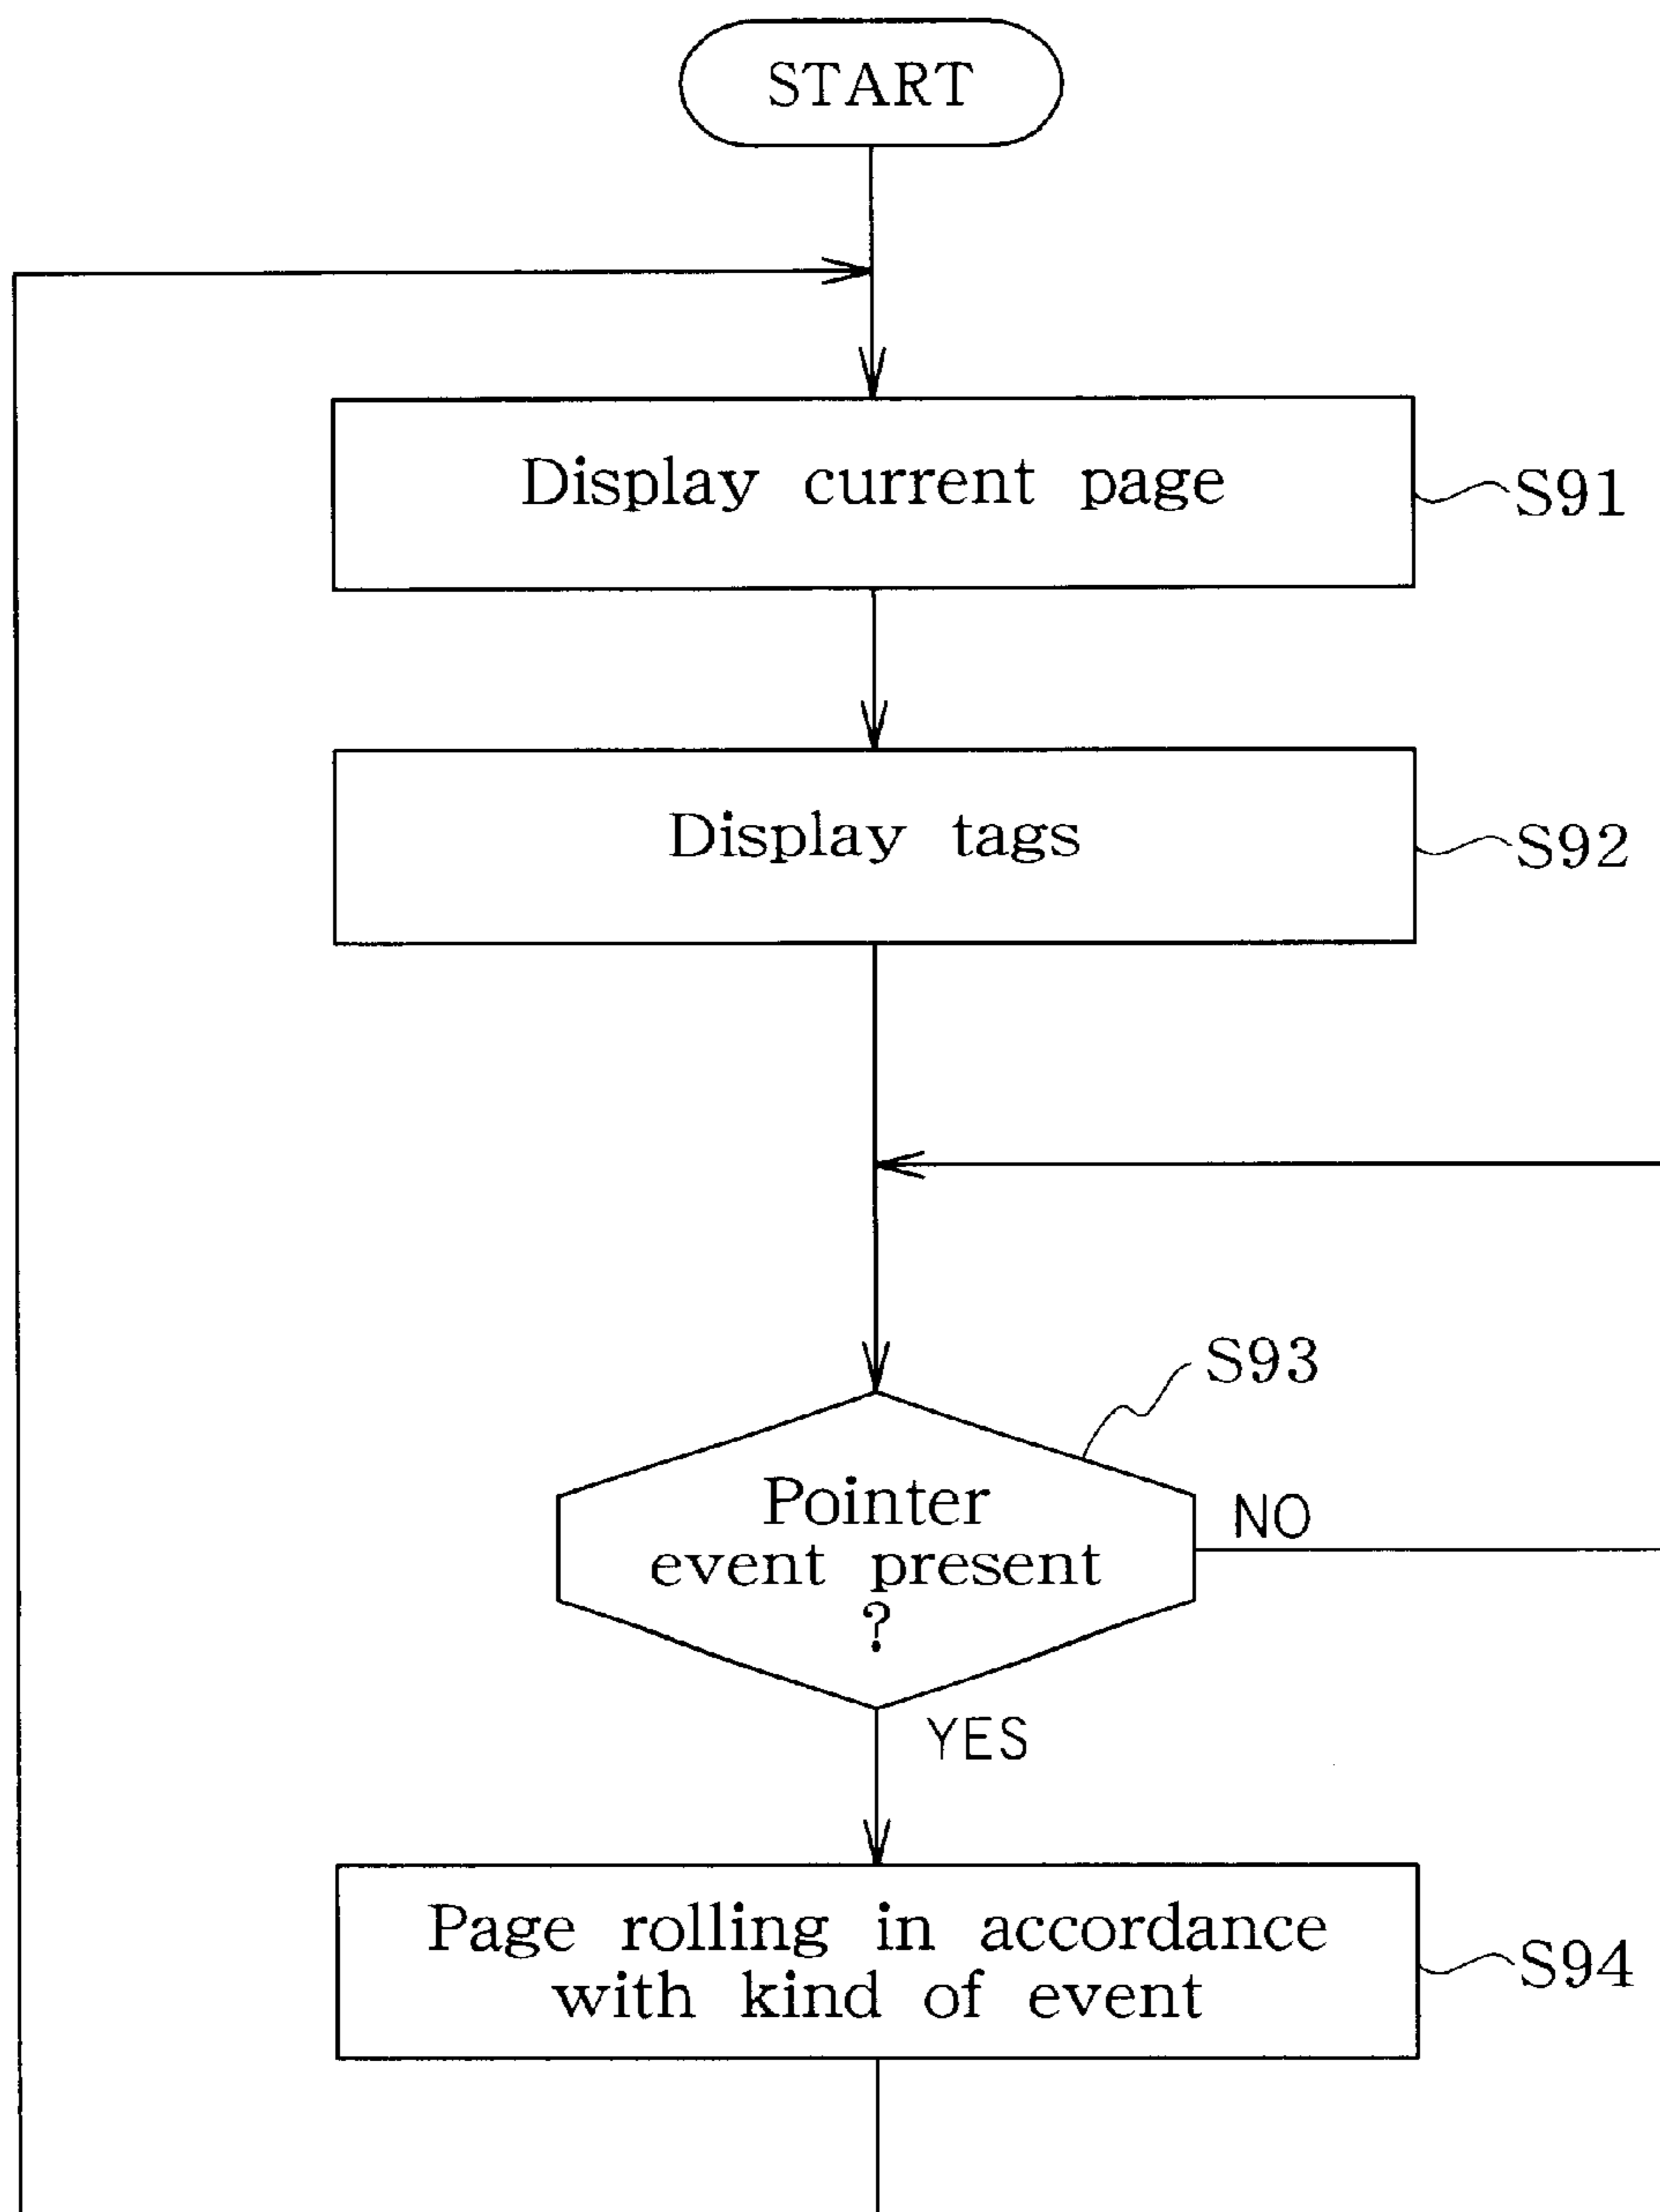 START
Display current page
S91
Display tags
S92
S93
Pointer
event present
?
NO
YES
Page rolling in accordance
with kind of event
S94